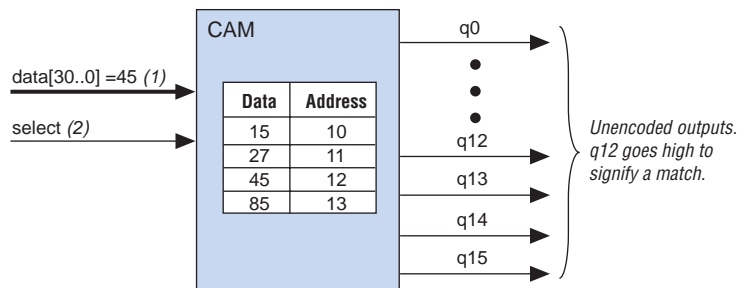 CAM
data[30..0] =45 (1)
select (2)
Data Address
15 10
27 11
45 12
85 13
q0
q12
q13
q14
q15
Unencoded outputs.
q12 goes high to
signify a match.